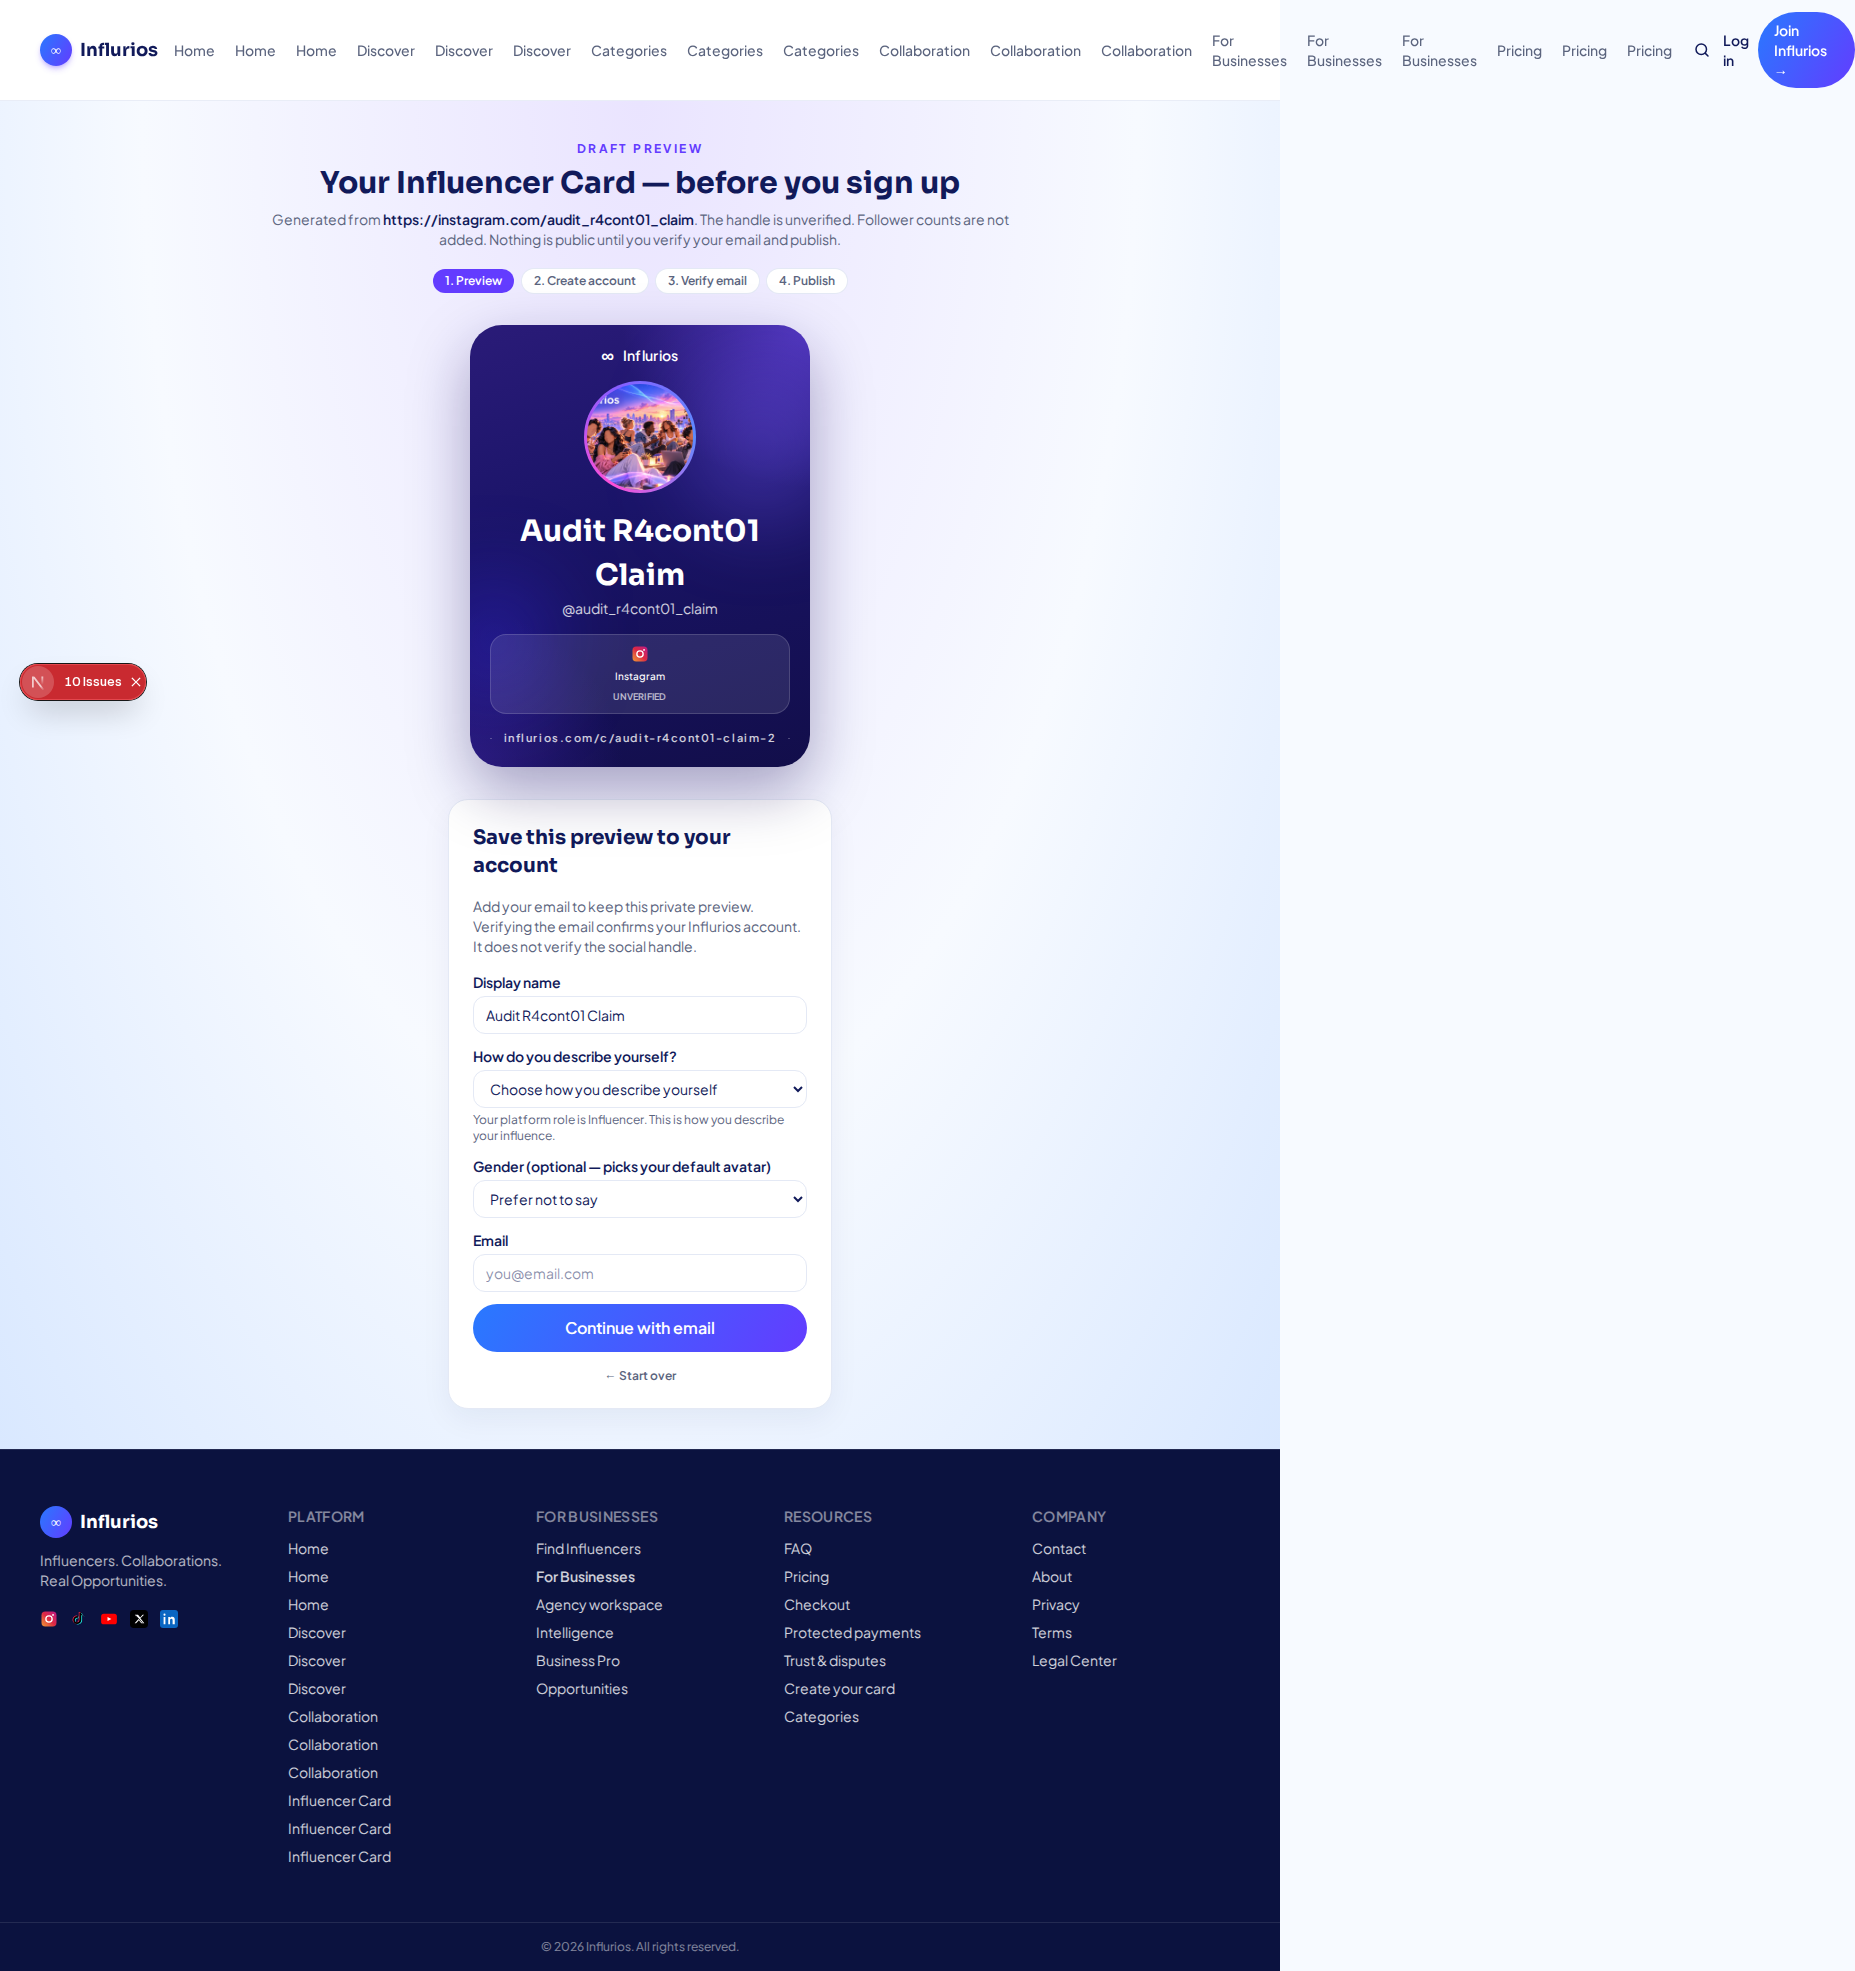 ∞ Influrios Home Home Home Discover Discover Discover Categories Categories Categories Collaboration Collaboration Collaboration For Businesses For Businesses For Businesses Pricing Pricing Pricing Log in Join Influrios →
DRAFT PREVIEW
Your Influencer Card — before you sign up
Generated from https://instagram.com/audit_r4cont01_claim. The handle is unverified. Follower counts are not
added. Nothing is public until you verify your email and publish.
1. Preview 2. Create account 3. Verify email 4. Publish
∞ Influrios
rios
Audit R4cont01
Claim
@audit_r4cont01_claim
Instagram
UNVERIFIED
· influrios.com/c/audit-r4cont01-claim-2 ·
N 10 Issues ×
Save this preview to your
account
Add your email to keep this private preview.
Verifying the email confirms your Influrios account.
It does not verify the social handle.
Display name
Audit R4cont01 Claim
How do you describe yourself?
Choose how you describe yourself
Your platform role is Influencer. This is how you describe
your influence.
Gender (optional — picks your default avatar)
Prefer not to say
Email
you@email.com
Continue with email
← Start over
∞ Influrios
Influencers. Collaborations.
Real Opportunities.
PLATFORM
Home
Home
Home
Discover
Discover
Discover
Collaboration
Collaboration
Collaboration
Influencer Card
Influencer Card
Influencer Card
FOR BUSINESSES
Find Influencers
For Businesses
Agency workspace
Intelligence
Business Pro
Opportunities
RESOURCES
FAQ
Pricing
Checkout
Protected payments
Trust & disputes
Create your card
Categories
COMPANY
Contact
About
Privacy
Terms
Legal Center
© 2026 Influrios. All rights reserved.